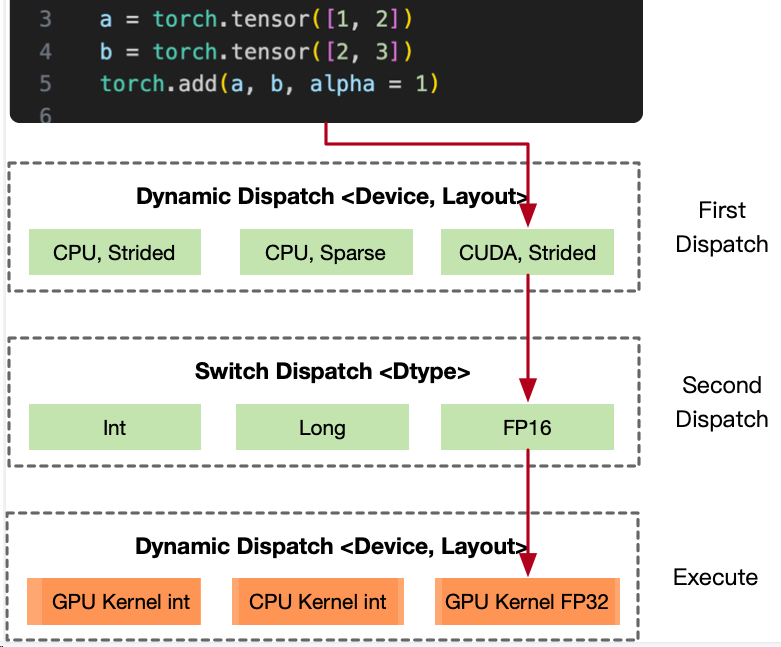 3 a = torch.tensor([1, 2])
4 b = torch.tensor([2, 3])
5 torch.add(a, b, alpha = 1)
6
Dynamic Dispatch <Device, Layout>
CPU, Strided
CPU, Sparse
CUDA, Strided
First
Dispatch
Switch Dispatch <Dtype>
Int
Long
FP16
Second
Dispatch
Dynamic Dispatch <Device, Layout>
GPU Kernel int
CPU Kernel int
GPU Kernel FP32
Execute